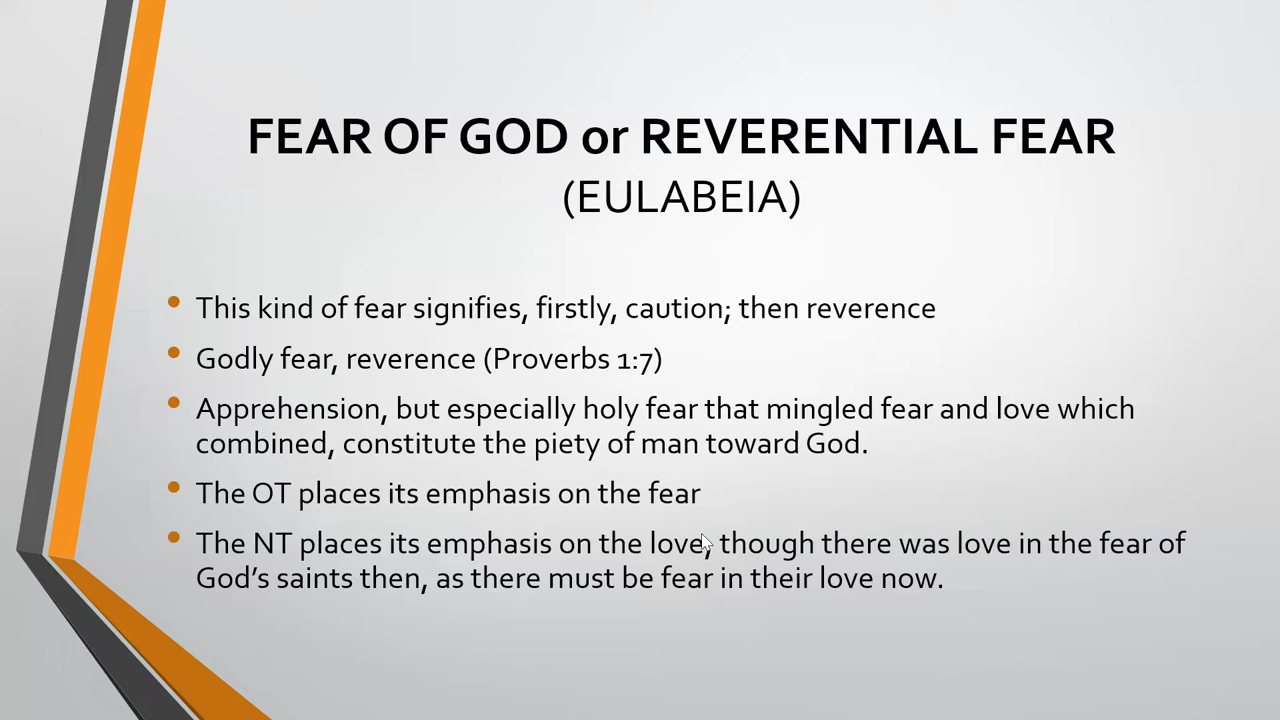 FEAR OF GOD or REVERENTIAL FEAR
(EULABEIA)
• This kind of fear signifies, firstly, caution; then reverence
• Godly fear, reverence (Proverbs 1:7)
• Apprehension, but especially holy fear that mingled fear and love which
combined, constitute the piety of man toward God.
• The OT places its emphasis on the fear
• The NT places its emphasis on the love, though there was love in the fear of
God’s saints then, as there must be fear in their love now.